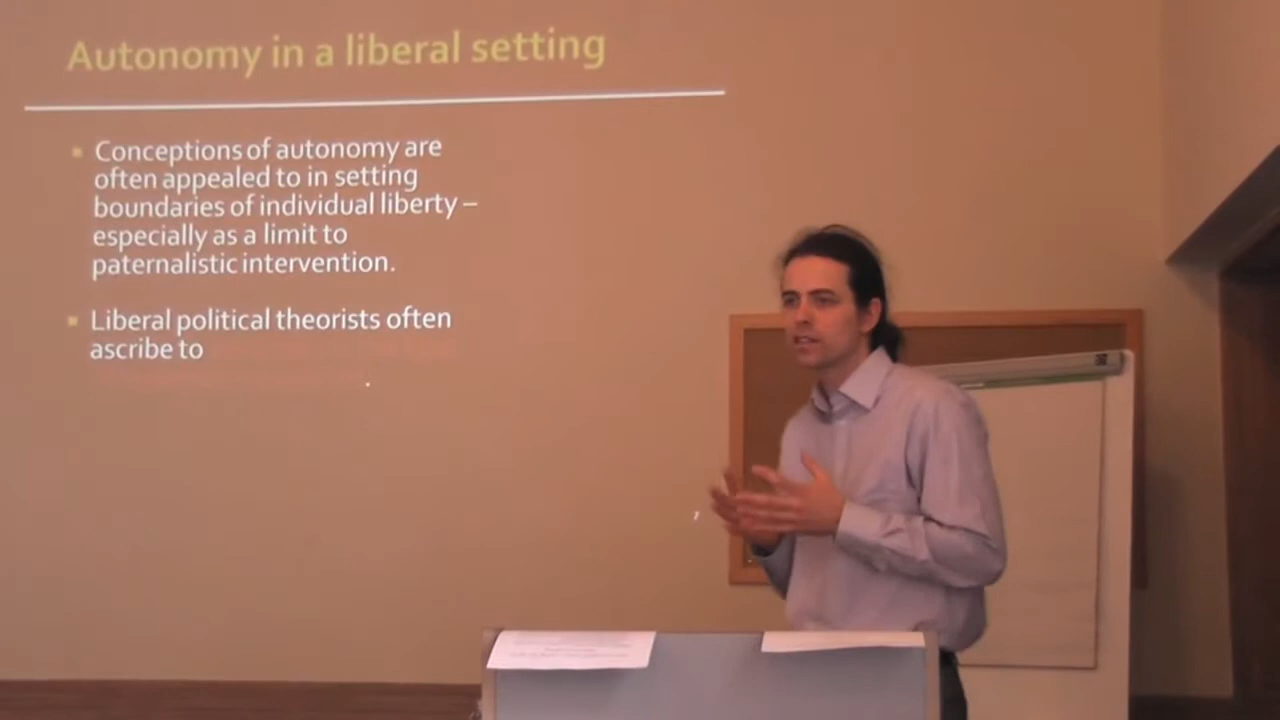 Autonomy in a liberal setting
Conceptions of autonomy are
often appealed to in setting
boundaries of individual liberty –
especially as a limit to
paternalistic intervention.
Liberal political theorists often
ascribe to